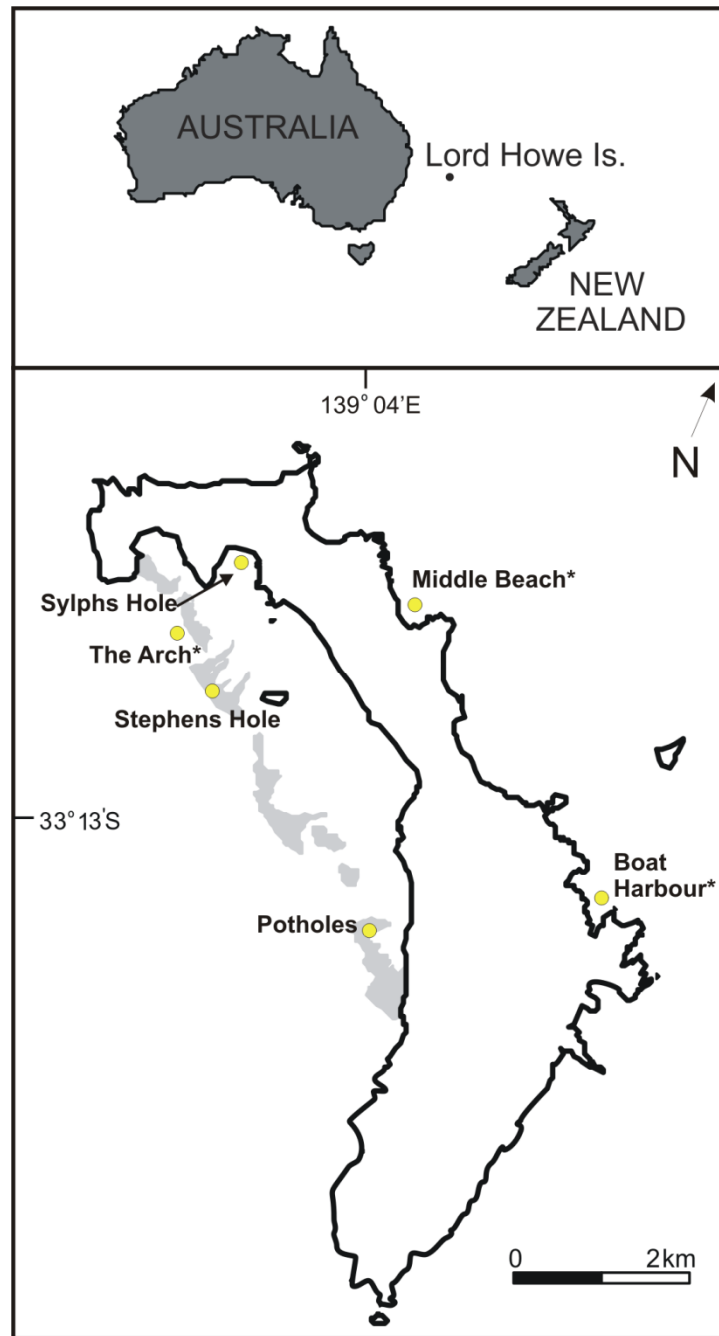 AUSTRALIA
Lord Howe Is.
NEW
ZEALAND
139° 04'E
N
Middle Beach*
Sylphs Hole
The Arch*
Stephens Hole
33° 13'S
Boat
Harbour*
Potholes
0 2km